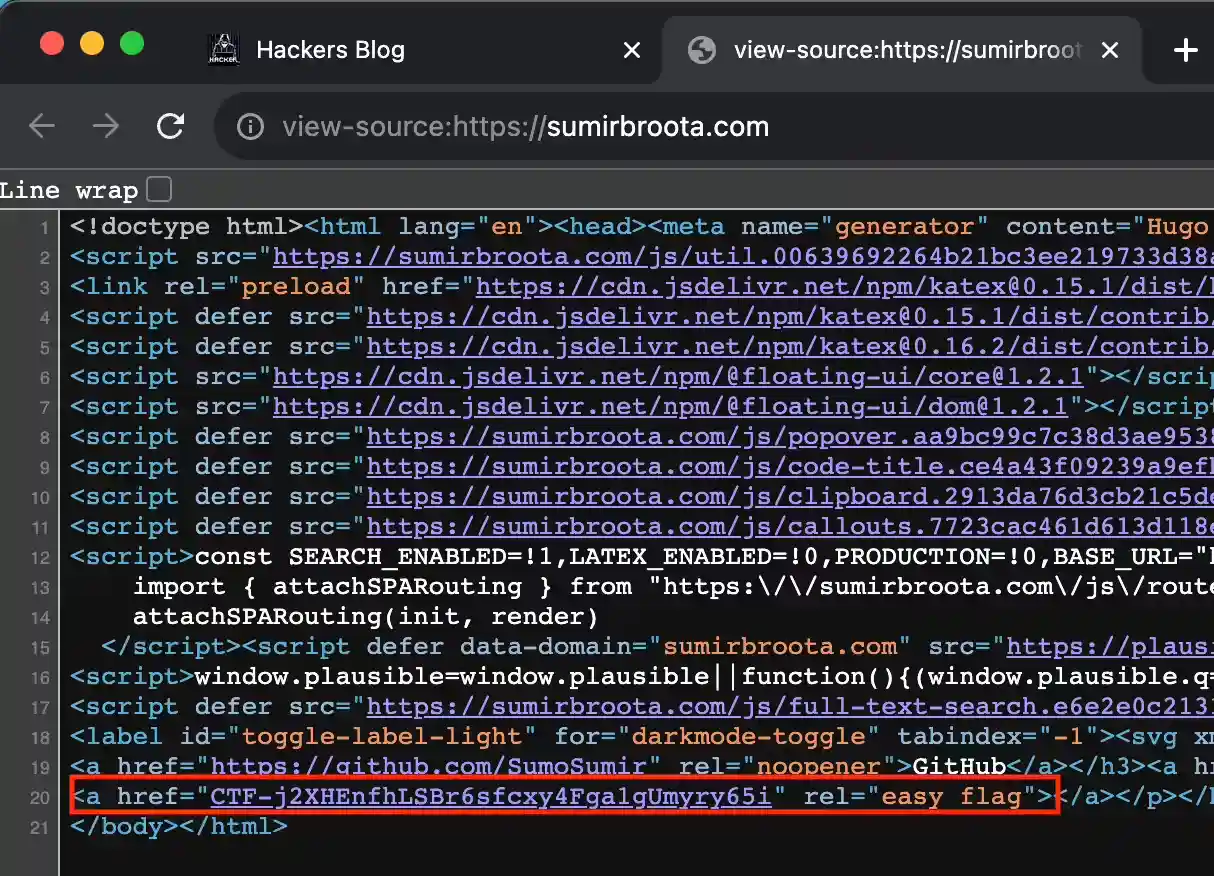 HACKER
Hackers Blog
view-source:https://sumirbroot
view-source:https://sumirbroota.com
Line wrap
1 <!doctype html><html lang="en"><head><meta name="generator" content="Hugo
2 <script src="https://sumirbroota.com/js/util.00639692264b21bc3ee219733d38a
3 <link rel="preload" href="https://cdn.jsdelivr.net/npm/katex@0.15.1/dist/
4 <script defer src="https://cdn.jsdelivr.net/npm/katex@0.15.1/dist/contrib/
5 <script defer src="https://cdn.jsdelivr.net/npm/katex@0.16.2/dist/contrib/
6 <script src="https://cdn.jsdelivr.net/npm/@floating-ui/core@1.2.1"></scrip
7 <script src="https://cdn.jsdelivr.net/npm/@floating-ui/dom@1.2.1"></script
8 <script defer src="https://sumirbroota.com/js/popover.aa9bc99c7c38d3ae9538
9 <script defer src="https://sumirbroota.com/js/code-title.ce4a43f09239a9ef
10 <script defer src="https://sumirbroota.com/js/clipboard.2913da76d3cb21c5d
11 <script defer src="https://sumirbroota.com/js/callouts.7723cac461d613d118
12 <script>const SEARCH_ENABLED=!1,LATEX_ENABLED=!0,PRODUCTION=!0,BASE_URL="
13 import { attachSPARouting } from "https:\/\/sumirbroota.com\/js\/route
14 attachSPARouting(init, render)
15 </script><script defer data-domain="sumirbroota.com" src="https://plaus
16 <script>window.plausible=window.plausible||function(){(window.plausible.q=
17 <script defer src="https://sumirbroota.com/js/full-text-search.e6e2e0c213
18 <label id="toggle-label-light" for="darkmode-toggle" tabindex="-1"><svg x
19 <a href="https://github.com/SumoSumir" rel="noopener">GitHub</a></h3><a h
20 <a href="CTF-j2XHEnfhLSBr6sfcxy4Fga1gUmyry65i" rel="easy flag"></a></p></
21 </body></html>